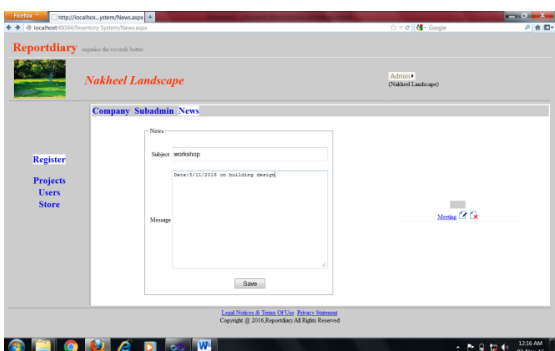 Firefox
http://localhos...ystem/News.aspx
localhost:49164/Inventory System/News.aspx
Google
Reportdiary organize the records better
Nakheel Landscape
Admin
(Nakheel Landscape)
Company Subadmin News
Register
Projects
Users
Store
News
Subject workshop
Date:5/11/2016 on building design
Message
Meeting
Save
Legal Notices & Terms Of Use Privacy Statement
Copyright @ 2016,Reportdiary All Rights Reserved
12:16 AM